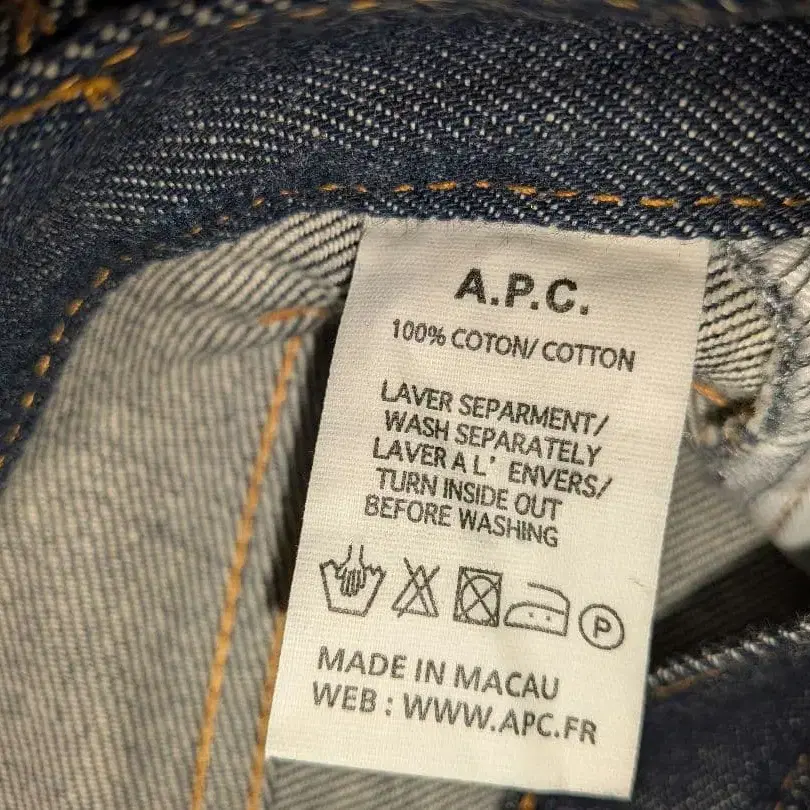 A.P.C.
100% COTON/ COTTON
LAVER SEPARMENT/
WASH SEPARATELY
LAVER A L' ENVERS/
TURN INSIDE OUT
BEFORE WASHING
P
MADE IN MACAU
WEB : WWW.APC.FR